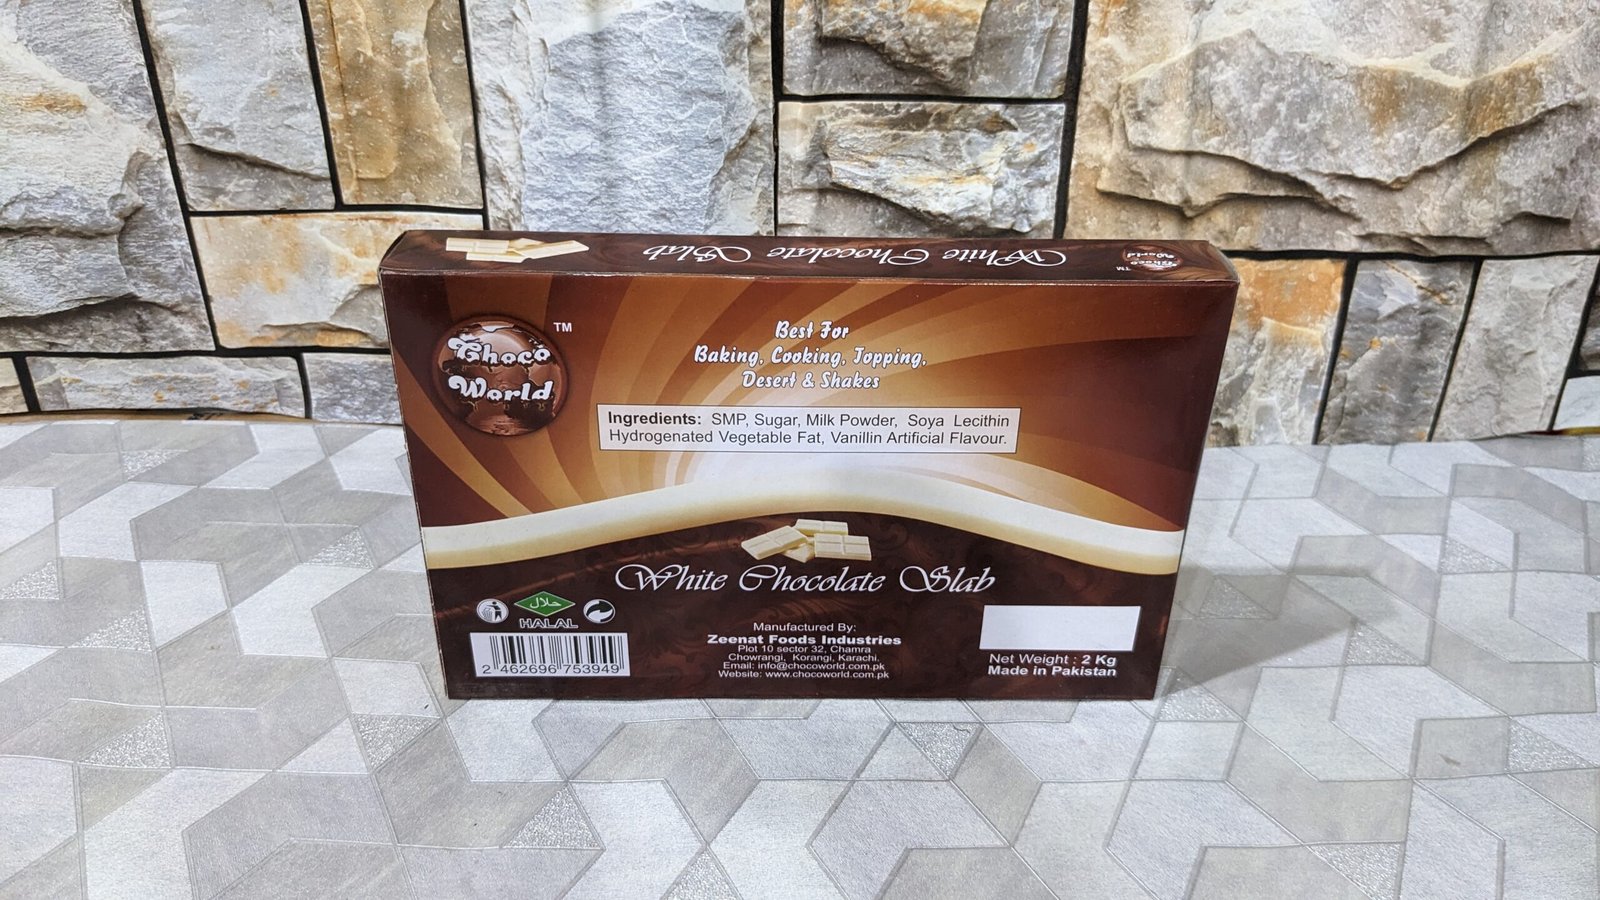 White Chocolate Slab
Choco
World
TM
Choco
World
TM
Best For
Baking, Cooking, Topping,
Desert & Shakes
Ingredients: SMP, Sugar, Milk Powder, Soya Lecithin
Hydrogenated Vegetable Fat, Vanillin Artificial Flavour.
White Chocolate Slab
حلال
HALAL
2 462696 753949
Manufactured By:
Zeenat Foods Industries
Plot 10 sector 32, Chamra
Chowrangi, Korangi, Karachi.
Email: info@chocoworld.com.pk
Website: www.chocoworld.com.pk
Net Weight : 2 Kg
Made in Pakistan